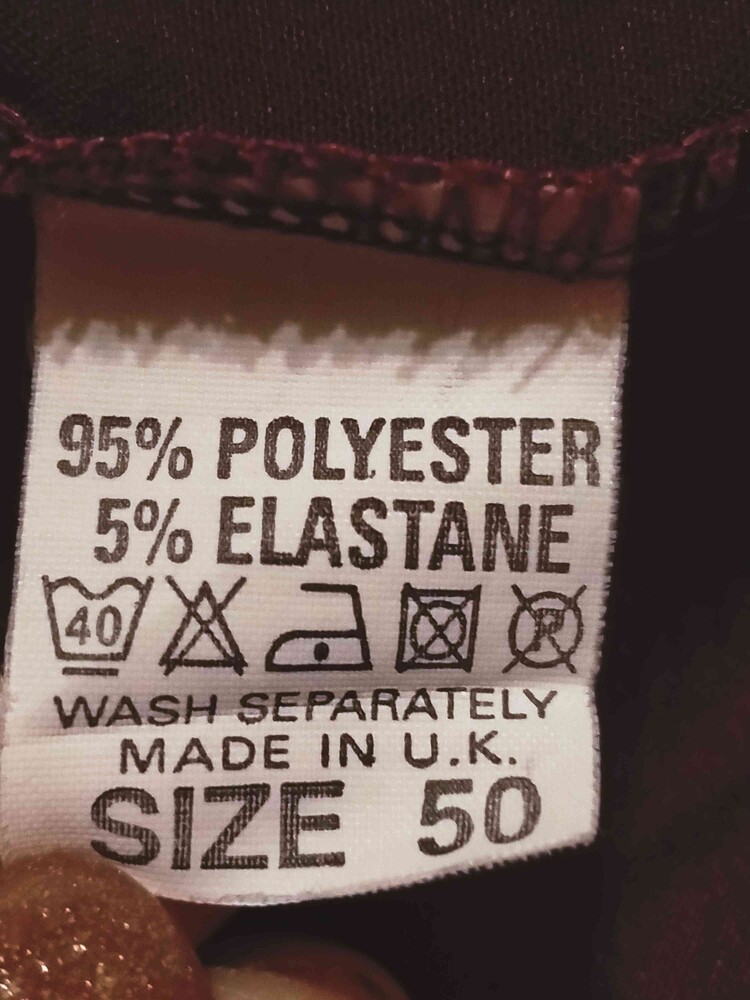 95% POLYESTER
5% ELASTANE
40 P
WASH SEPARATELY
MADE IN U.K.
SIZE 50